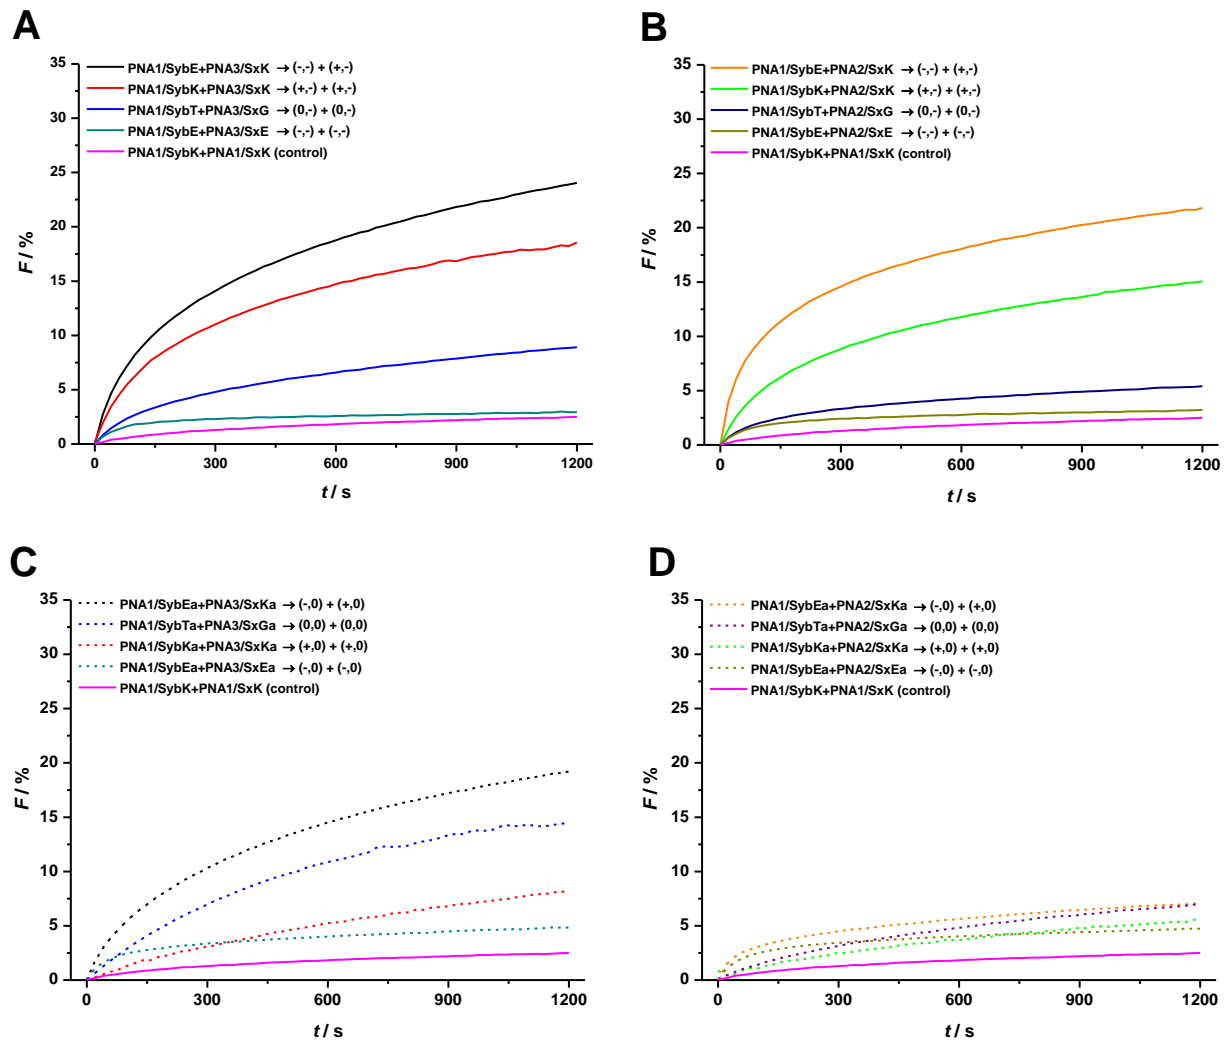 A
PNA1/SybE+PNA3/SxK → (-,-) + (+,-)
PNA1/SybK+PNA3/SxK → (+,-) + (+,-)
PNA1/SybT+PNA3/SxG → (0,-) + (0,-)
PNA1/SybE+PNA3/SxE → (-,-) + (-,-)
PNA1/SybK+PNA1/SxK (control)
35
30
25
20
15
10
5
0
F / %
0
300
600
900
1200
t / s
B
PNA1/SybE+PNA2/SxK → (-,-) + (+,-)
PNA1/SybK+PNA2/SxK → (+,-) + (+,-)
PNA1/SybT+PNA2/SxG → (0,-) + (0,-)
PNA1/SybE+PNA2/SxE → (-,-) + (-,-)
PNA1/SybK+PNA1/SxK (control)
35
30
25
20
15
10
5
0
F / %
0
300
600
900
1200
t / s
C
PNA1/SybEa+PNA3/SxKa → (-,0) + (+,0)
PNA1/SybTa+PNA3/SxGa → (0,0) + (0,0)
PNA1/SybKa+PNA3/SxKa → (+,0) + (+,0)
PNA1/SybEa+PNA3/SxEa → (-,0) + (-,0)
PNA1/SybK+PNA1/SxK (control)
35
30
25
20
15
10
5
0
F / %
0
300
600
900
1200
t / s
D
PNA1/SybEa+PNA2/SxKa → (-,0) + (+,0)
PNA1/SybTa+PNA2/SxGa → (0,0) + (0,0)
PNA1/SybKa+PNA2/SxKa → (+,0) + (+,0)
PNA1/SybEa+PNA2/SxEa → (-,0) + (-,0)
PNA1/SybK+PNA1/SxK (control)
35
30
25
20
15
10
5
0
F / %
0
300
600
900
1200
t / s